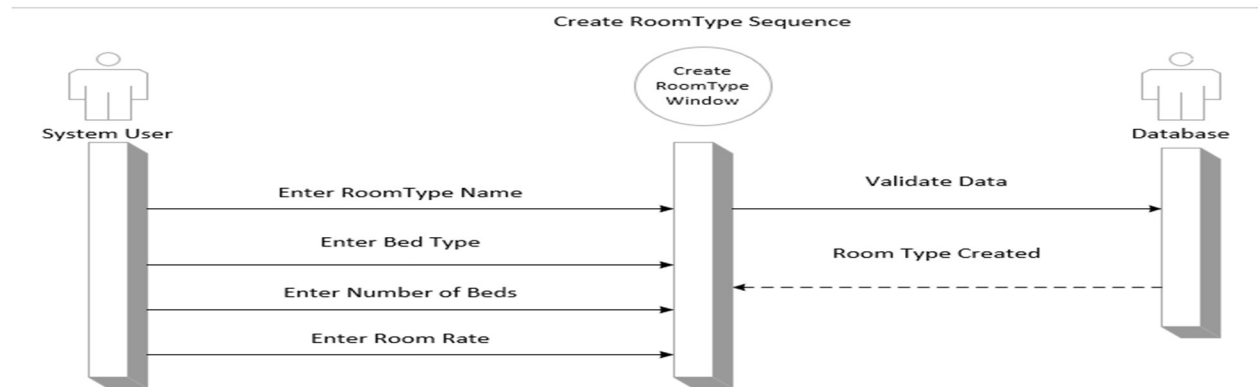 Create RoomType Sequence
Create
RoomType
Window
System User
Database
Enter RoomType Name
Validate Data
Enter Bed Type
Room Type Created
Enter Number of Beds
Enter Room Rate